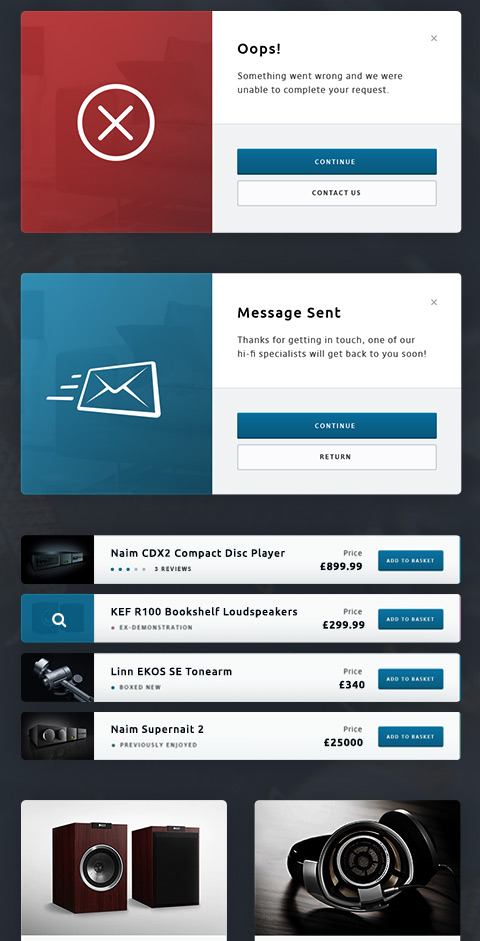 Oops!
Something went wrong and we were
unable to complete your request.
CONTINUE
CONTACT US
Message Sent
Thanks for getting in touch, one of our
hi-fi specialists will get back to you soon!
CONTINUE
RETURN
Naim CDX2 Compact Disc Player
3 REVIEWS
Price
£899.99
ADD TO BASKET
KEF R100 Bookshelf Loudspeakers
EX-DEMONSTRATION
Price
£299.99
ADD TO BASKET
Linn EKOS SE Tonearm
BOXED NEW
Price
£340
ADD TO BASKET
Naim Supernait 2
PREVIOUSLY ENJOYED
Price
£25000
ADD TO BASKET